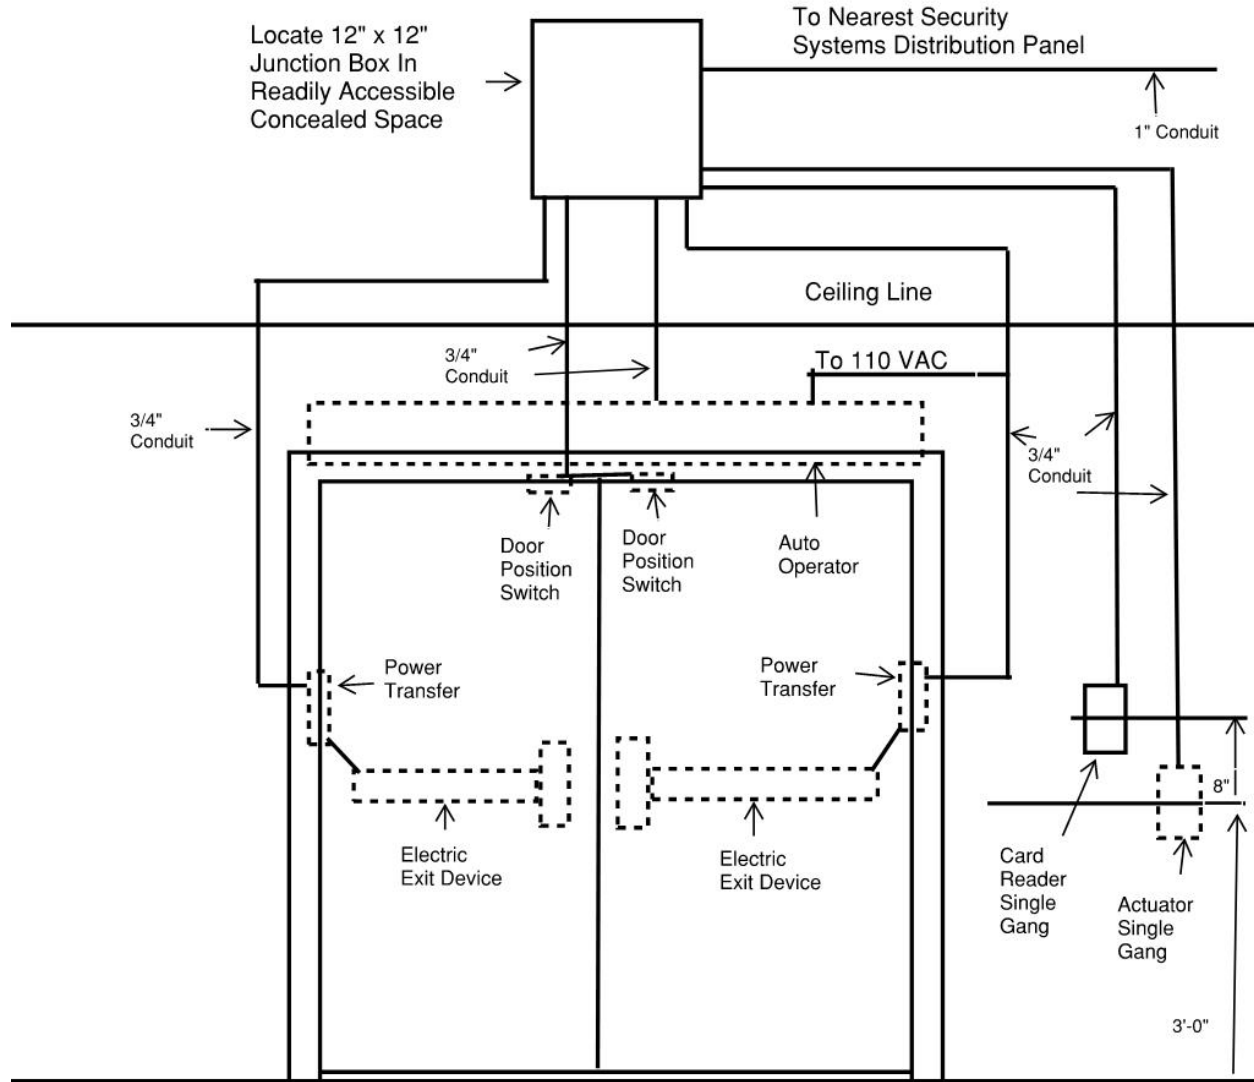 To Nearest Security
Systems Distribution Panel
Locate 12" x 12"
Junction Box In
Readily Accessible
Concealed Space
1" Conduit
Ceiling Line
3/4"
Conduit
To 110 VAC
3/4"
Conduit
3/4"
Conduit
Door
Position
Switch
Door
Position
Switch
Auto
Operator
Power
Transfer
Power
Transfer
8"
Electric
Exit Device
Electric
Exit Device
Card
Reader
Single
Gang
Actuator
Single
Gang
3'-0"